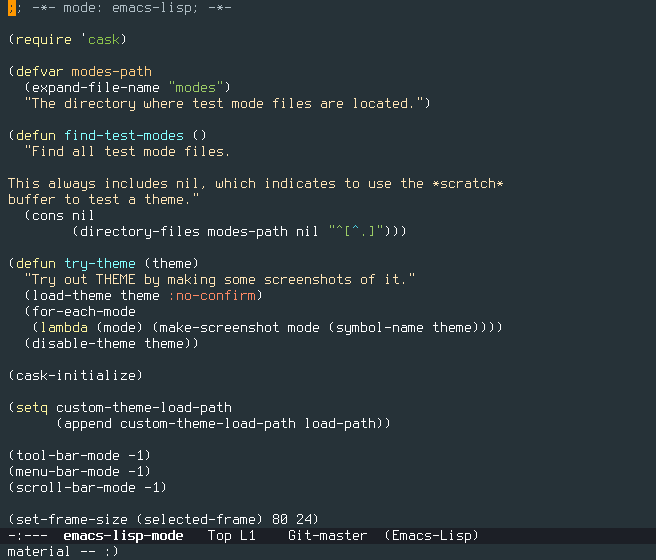 ;; -*- mode: emacs-lisp; -*-

(require 'cask)

(defvar modes-path
  (expand-file-name "modes")
  "The directory where test mode files are located.")

(defun find-test-modes ()
  "Find all test mode files.

This always includes nil, which indicates to use the *scratch*
buffer to test a theme."
  (cons nil
        (directory-files modes-path nil "^[^.]")))

(defun try-theme (theme)
  "Try out THEME by making some screenshots of it."
  (load-theme theme :no-confirm)
  (for-each-mode
   (lambda (mode) (make-screenshot mode (symbol-name theme))))
  (disable-theme theme))

(cask-initialize)

(setq custom-theme-load-path
      (append custom-theme-load-path load-path))

(tool-bar-mode -1)
(menu-bar-mode -1)
(scroll-bar-mode -1)

(set-frame-size (selected-frame) 80 24)
-:---  emacs-lisp-mode   Top L1    Git-master  (Emacs-Lisp)
material -- :)